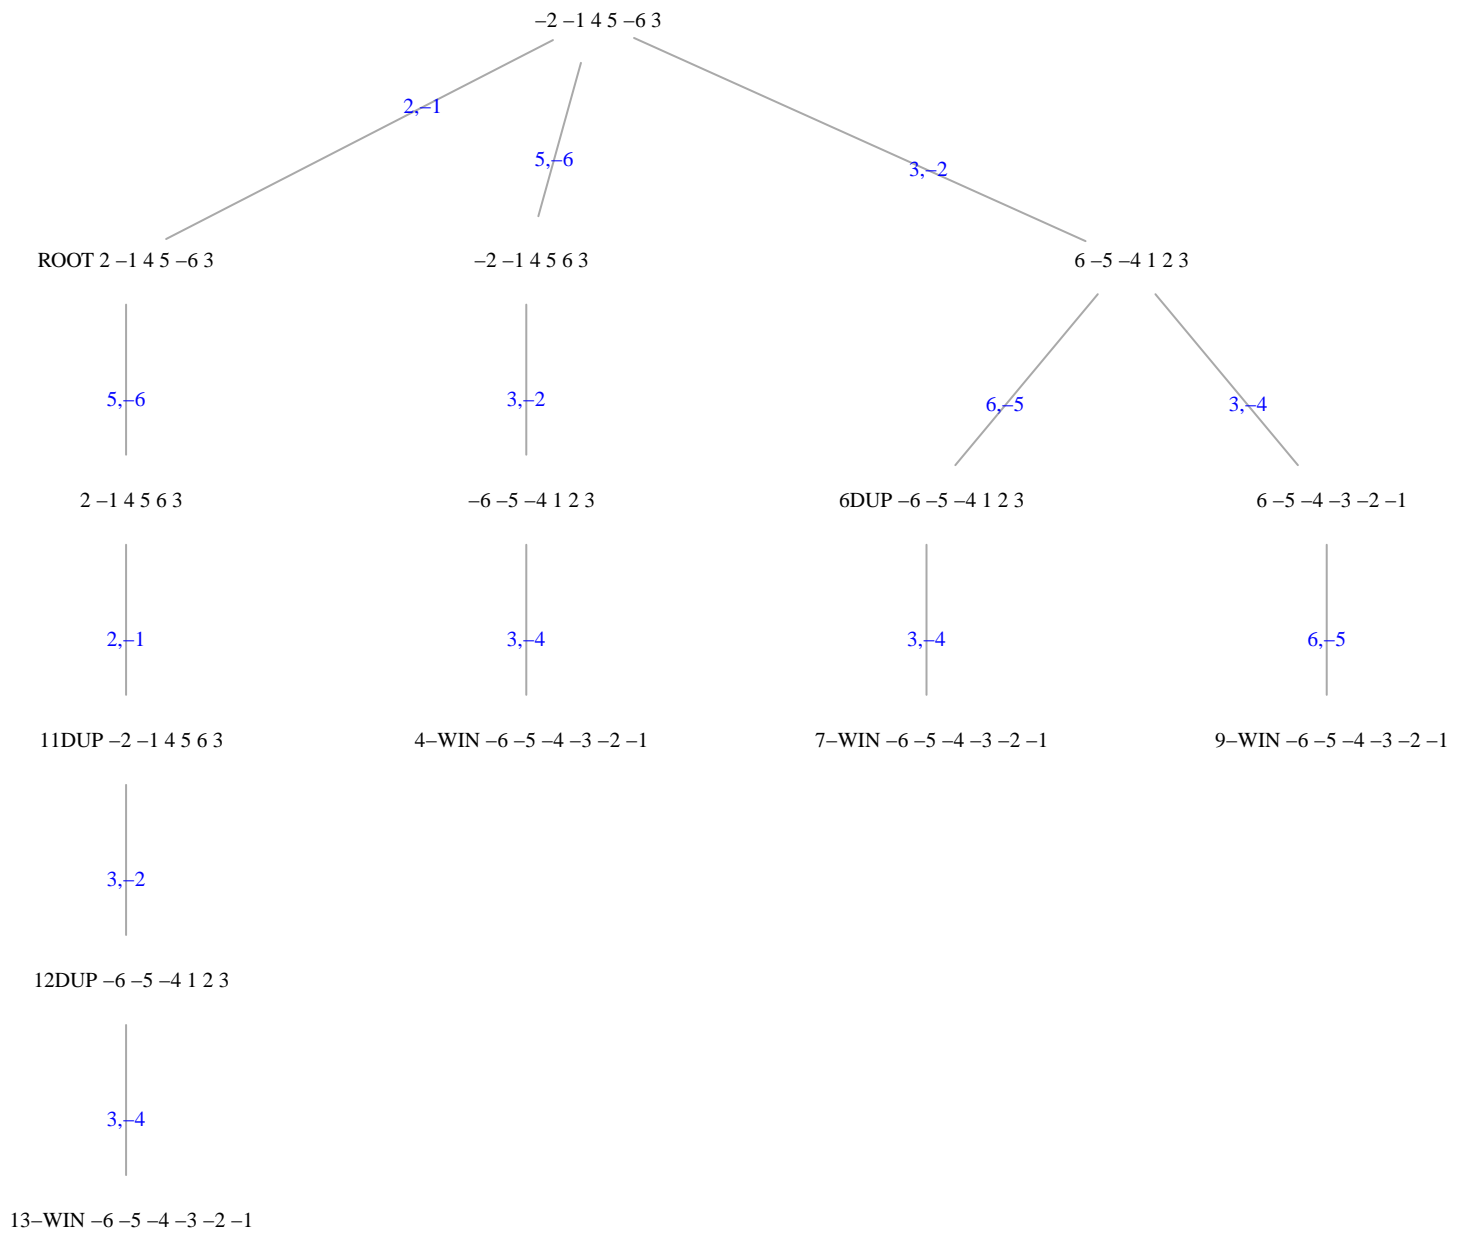 −2 −1 4 5 −6 3
2,−1
5,−6
3,−2
ROOT 2 −1 4 5 −6 3
−2 −1 4 5 6 3
6 −5 −4 1 2 3
5,−6
3,−2
6,−5
3,−4
2 −1 4 5 6 3
−6 −5 −4 1 2 3
6DUP −6 −5 −4 1 2 3
6 −5 −4 −3 −2 −1
2,−1
3,−4
3,−4
6,−5
11DUP −2 −1 4 5 6 3
4−WIN −6 −5 −4 −3 −2 −1
7−WIN −6 −5 −4 −3 −2 −1
9−WIN −6 −5 −4 −3 −2 −1
3,−2
12DUP −6 −5 −4 1 2 3
3,−4
13−WIN −6 −5 −4 −3 −2 −1